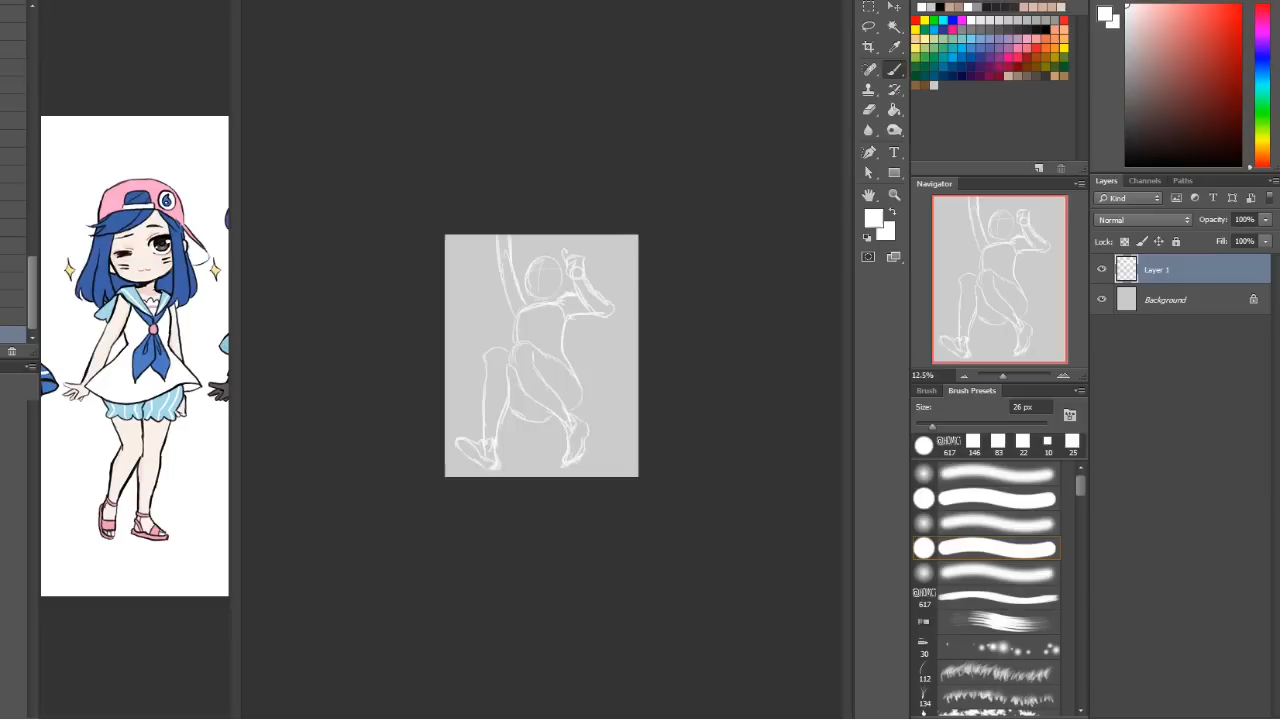 6
Navigator
12.5%
Brush
Brush Presets
Size:
26 px
617
146
83
22
10
25
617
30
112
134
Layers
Channels
Paths
Kind
Normal
Opacity:
100%
Lock:
Fill:
100%
Layer 1
Background
T
T